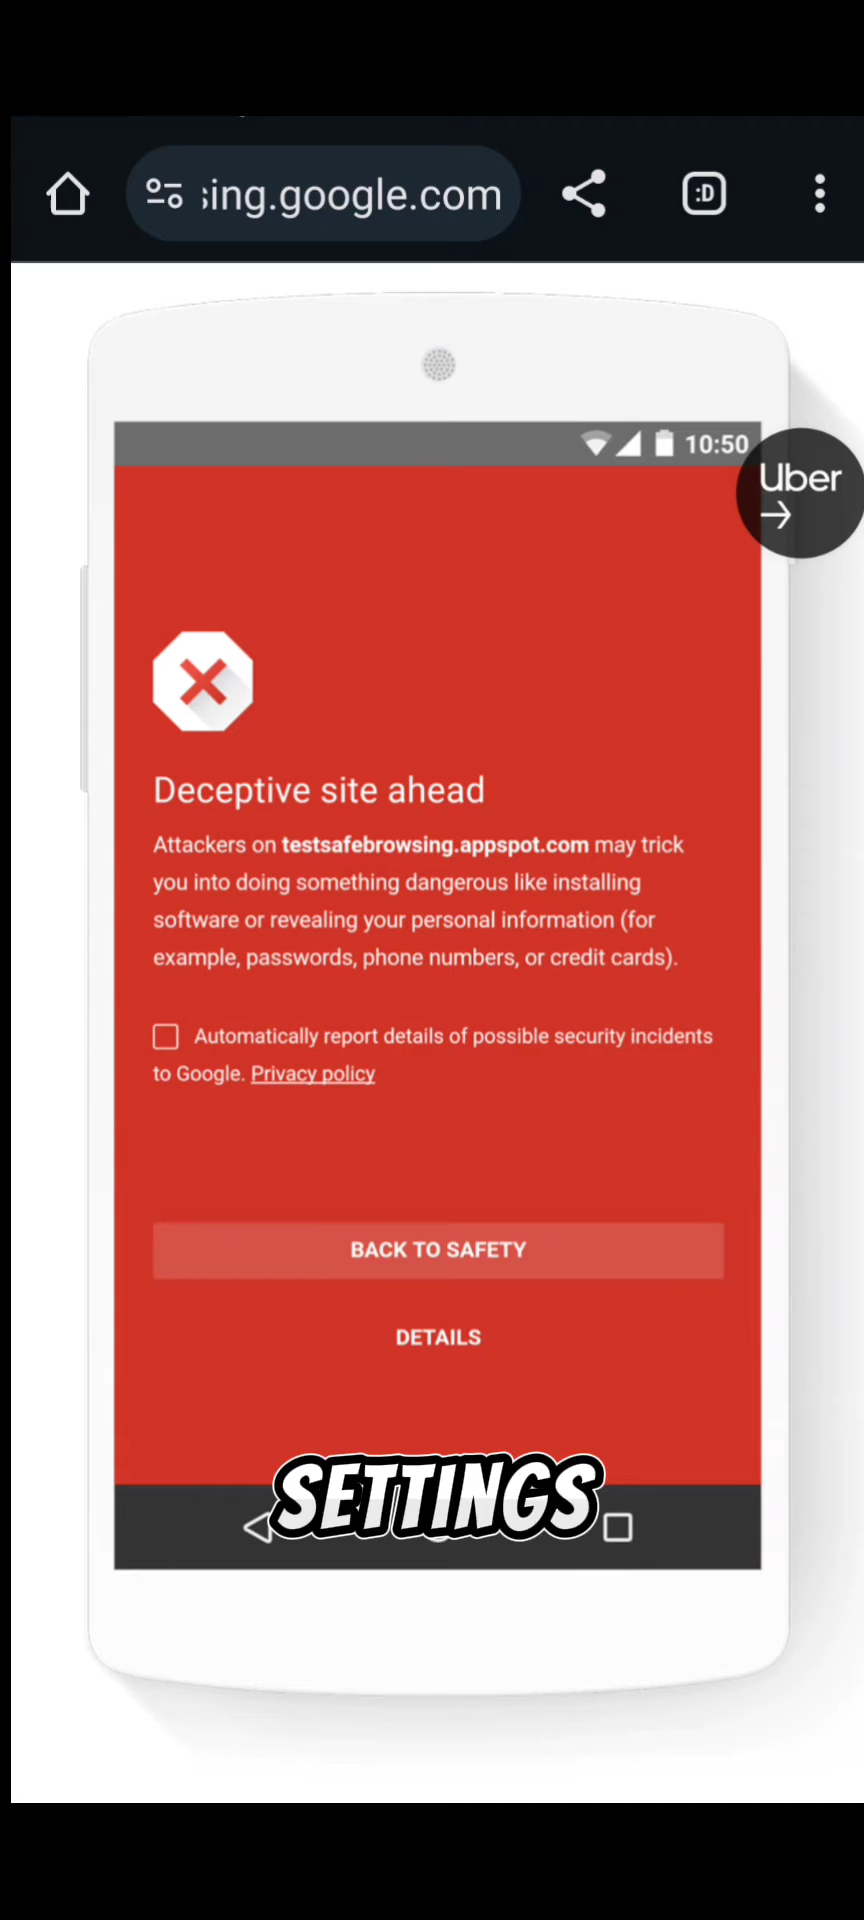 :D
sing.google.com
10:50
Uber
Deceptive site ahead
Attackers on testsafebrowsing.appspot.com may trick
you into doing something dangerous like installing
software or revealing your personal information (for
example, passwords, phone numbers, or credit cards).
Automatically report details of possible security incidents
to Google. Privacy policy
BACK TO SAFETY
DETAILS
SETTINGS